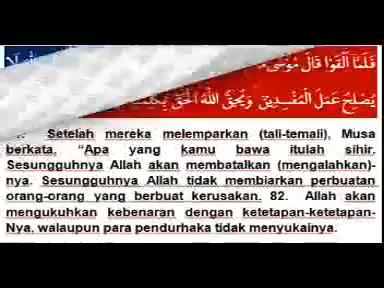 فَلَمَّا أَلْقَوْا قَالَ مُوسَىٰ
يُصْلِحُ عَمَلَ الْمُفْسِدِينَ وَيُحِقُّ اللَّهُ الْحَقَّ
Setelah mereka melemparkan (tali-temali), Musa
berkata, “Apa yang kamu bawa itulah sihir.
Sesungguhnya Allah akan membatalkan (mengalahkan)-
nya. Sesungguhnya Allah tidak membiarkan perbuatan
orang-orang yang berbuat kerusakan. 82. Allah akan
mengukuhkan kebenaran dengan ketetapan-ketetapan-
Nya, walaupun para pendurhaka tidak menyukainya.